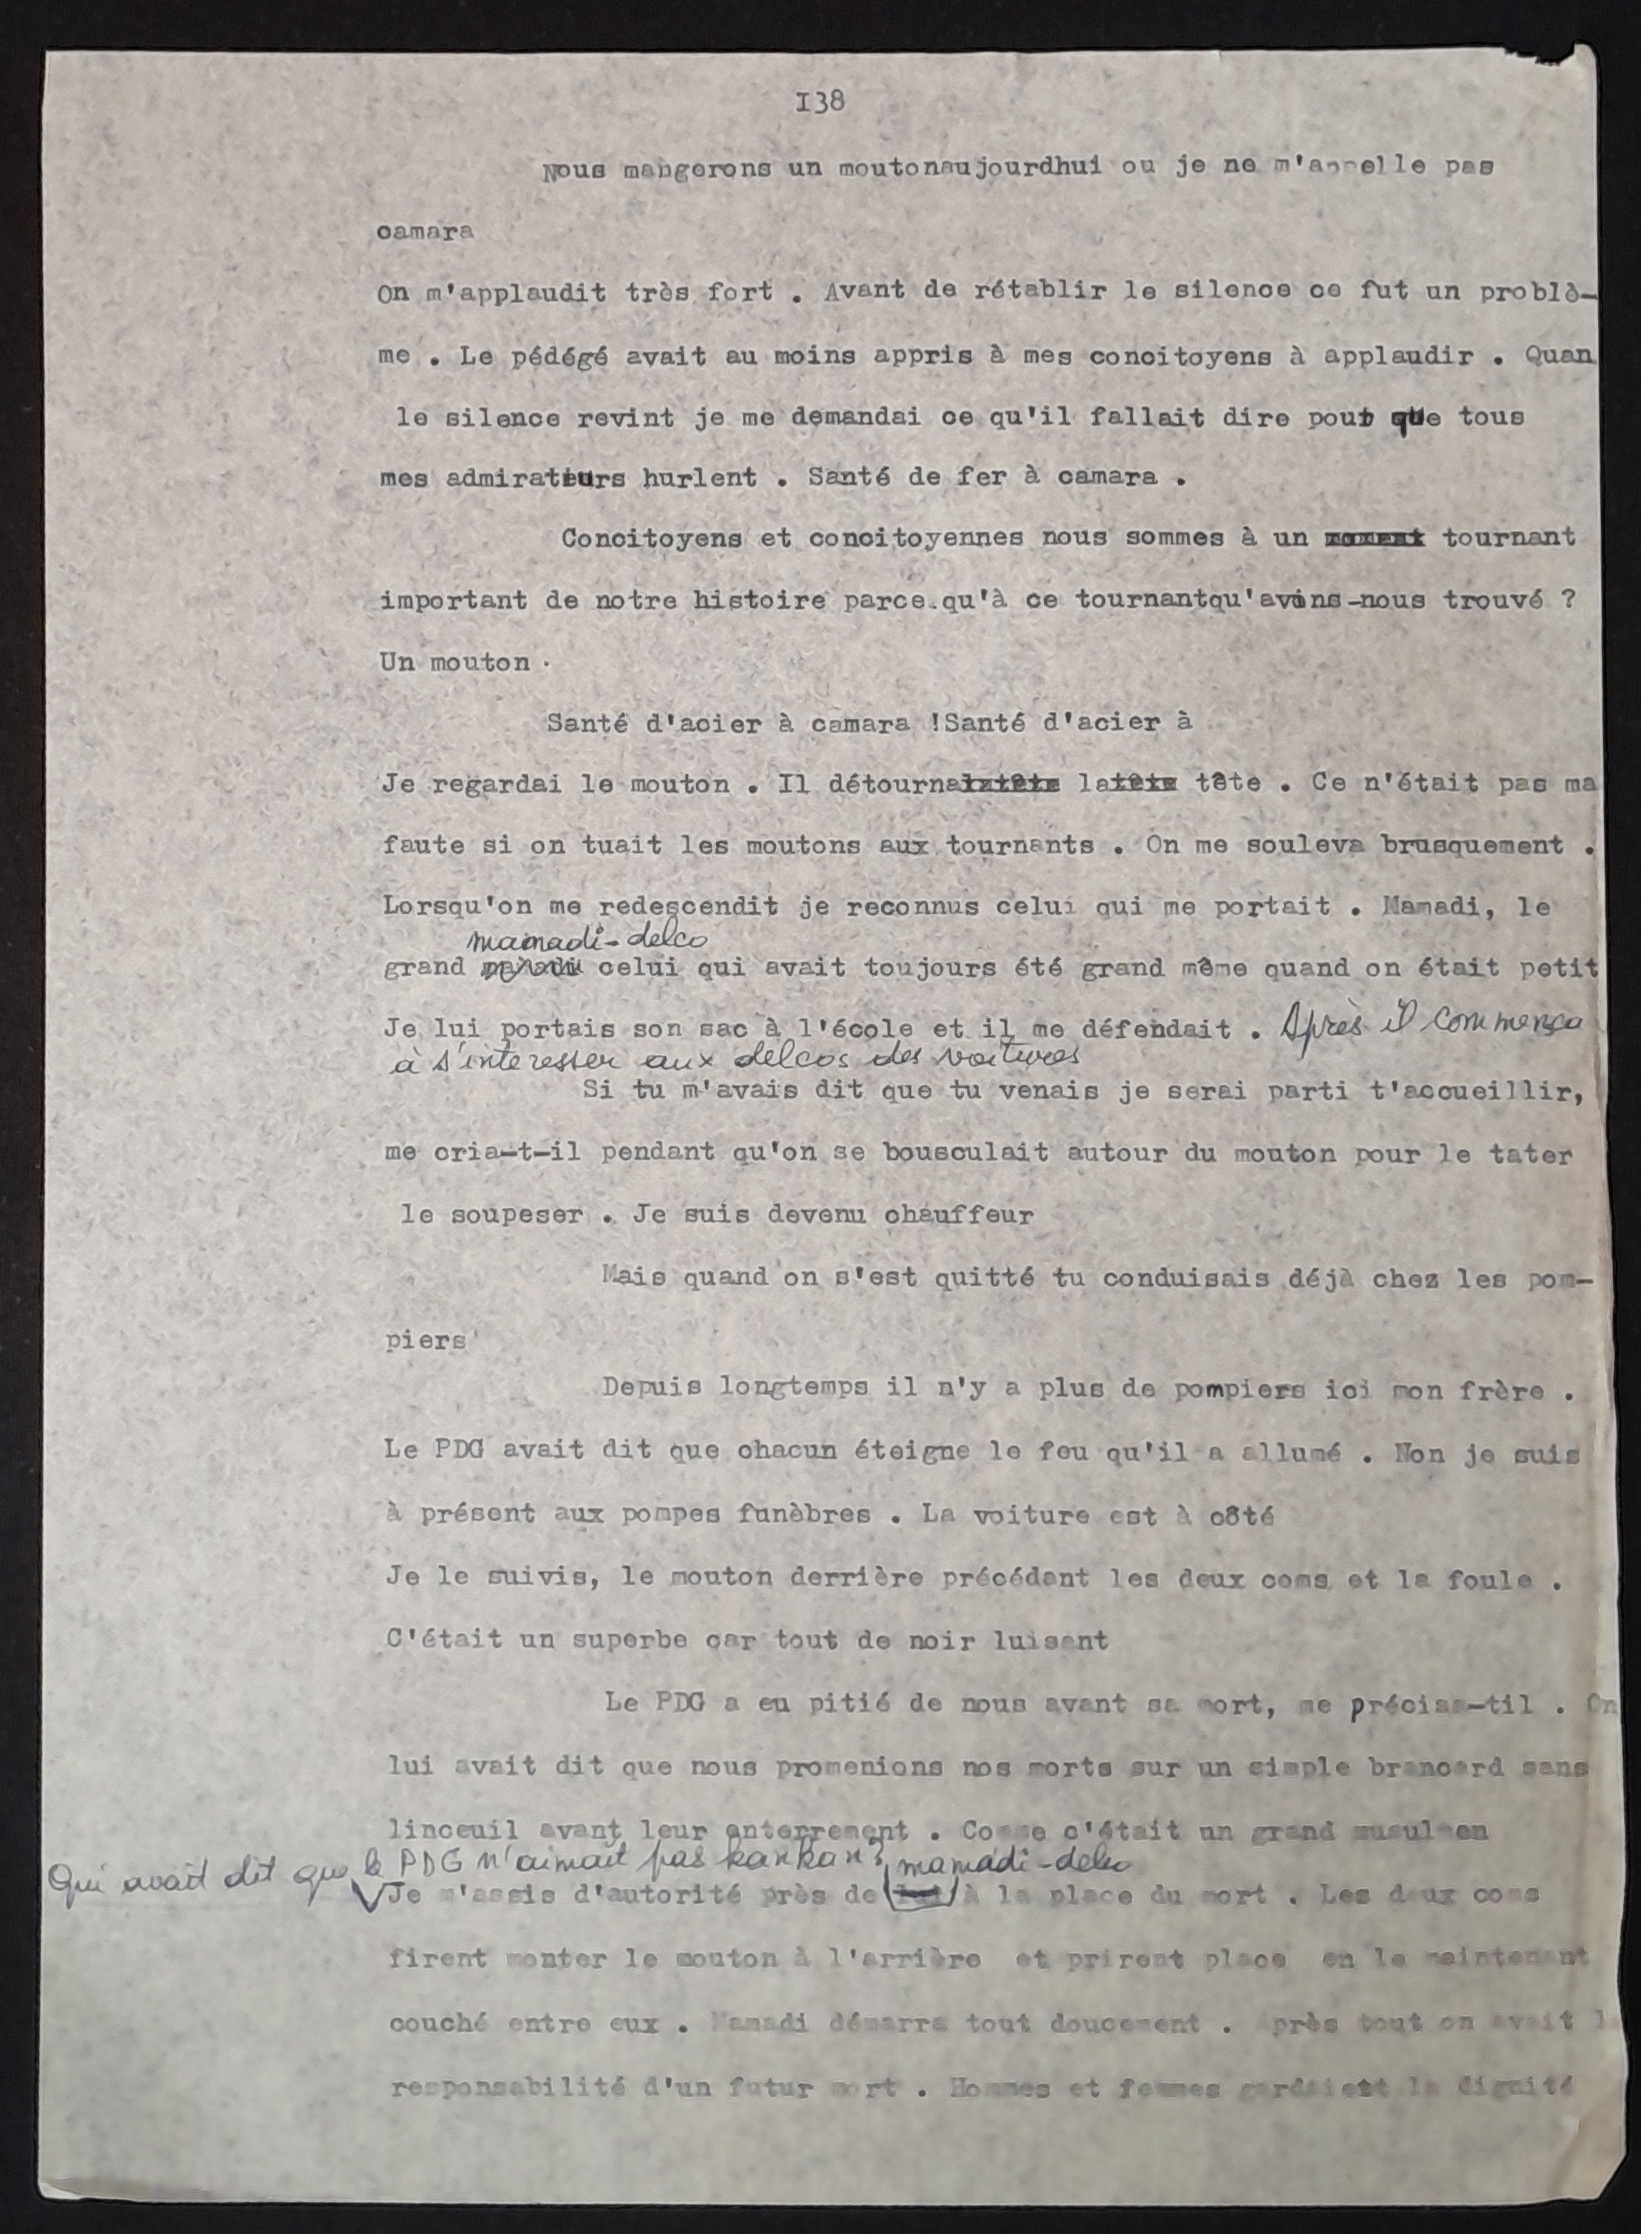 I38
Nous mangerons un moutonaujourdhui ou je ne m'appelle pas
camara
On m'applaudit très fort . Avant de rétablir le silence ce fut un problè-
me . Le pédégé avait au moins appris à mes concitoyens à applaudir . Quan
le silence revint je me demandai ce qu'il fallait dire pour que tous
mes admirateurs hurlent . Santé de fer à camara .
Concitoyens et concitoyennes nous sommes à un tournant
important de notre histoire parce.qu'à ce tournantqu'avons-nous trouvé ?
Un mouton .
Santé d'acier à camara !Santé d'acier à
Je regardai le mouton . Il détourna la tête . Ce n'était pas ma
faute si on tuait les moutons aux tournants . On me souleva brusquement .
Lorsqu'on me redescendit je reconnus celui qui me portait . Mamadi, le
mamadi-delco
grand mamadi celui qui avait toujours été grand même quand on était petit
Je lui portais son sac à l'école et il me défendait . Après il commença
à s'interesser aux delcos des voitures
Si tu m'avais dit que tu venais je serai parti t'accueillir,
me cria-t-il pendant qu'on se bousculait autour du mouton pour le tater
le soupeser . Je suis devenu chauffeur
Mais quand on s'est quitté tu conduisais déjà chez les pom-
piers
Depuis longtemps il n'y a plus de pompiers ici mon frère .
Le PDG avait dit que chacun éteigne le feu qu'il a allumé . Non je suis
à présent aux pompes funèbres . La voiture est à côté
Je le suivis, le mouton derrière précédant les deux coms et la foule .
C'était un superbe car tout de noir luisant
Le PDG a eu pitié de nous avant sa mort, me précisa-til . On
lui avait dit que nous promenions nos morts sur un simple brancard sans
linceuil avant leur enterrement . Comme c'était un grand musulman
Qui avait dit que le PDG n'aimait pas kankan? mamadi-delco
Je m'assis d'autorité près de lui à la place du mort . Les deux coms
firent monter le mouton à l'arrière et prirent place en le maintenant
couché entre eux . Mamadi démarra tout doucement . Après tout on avait l
responsabilité d'un futur mort . Hommes et femmes gardaient la dignité